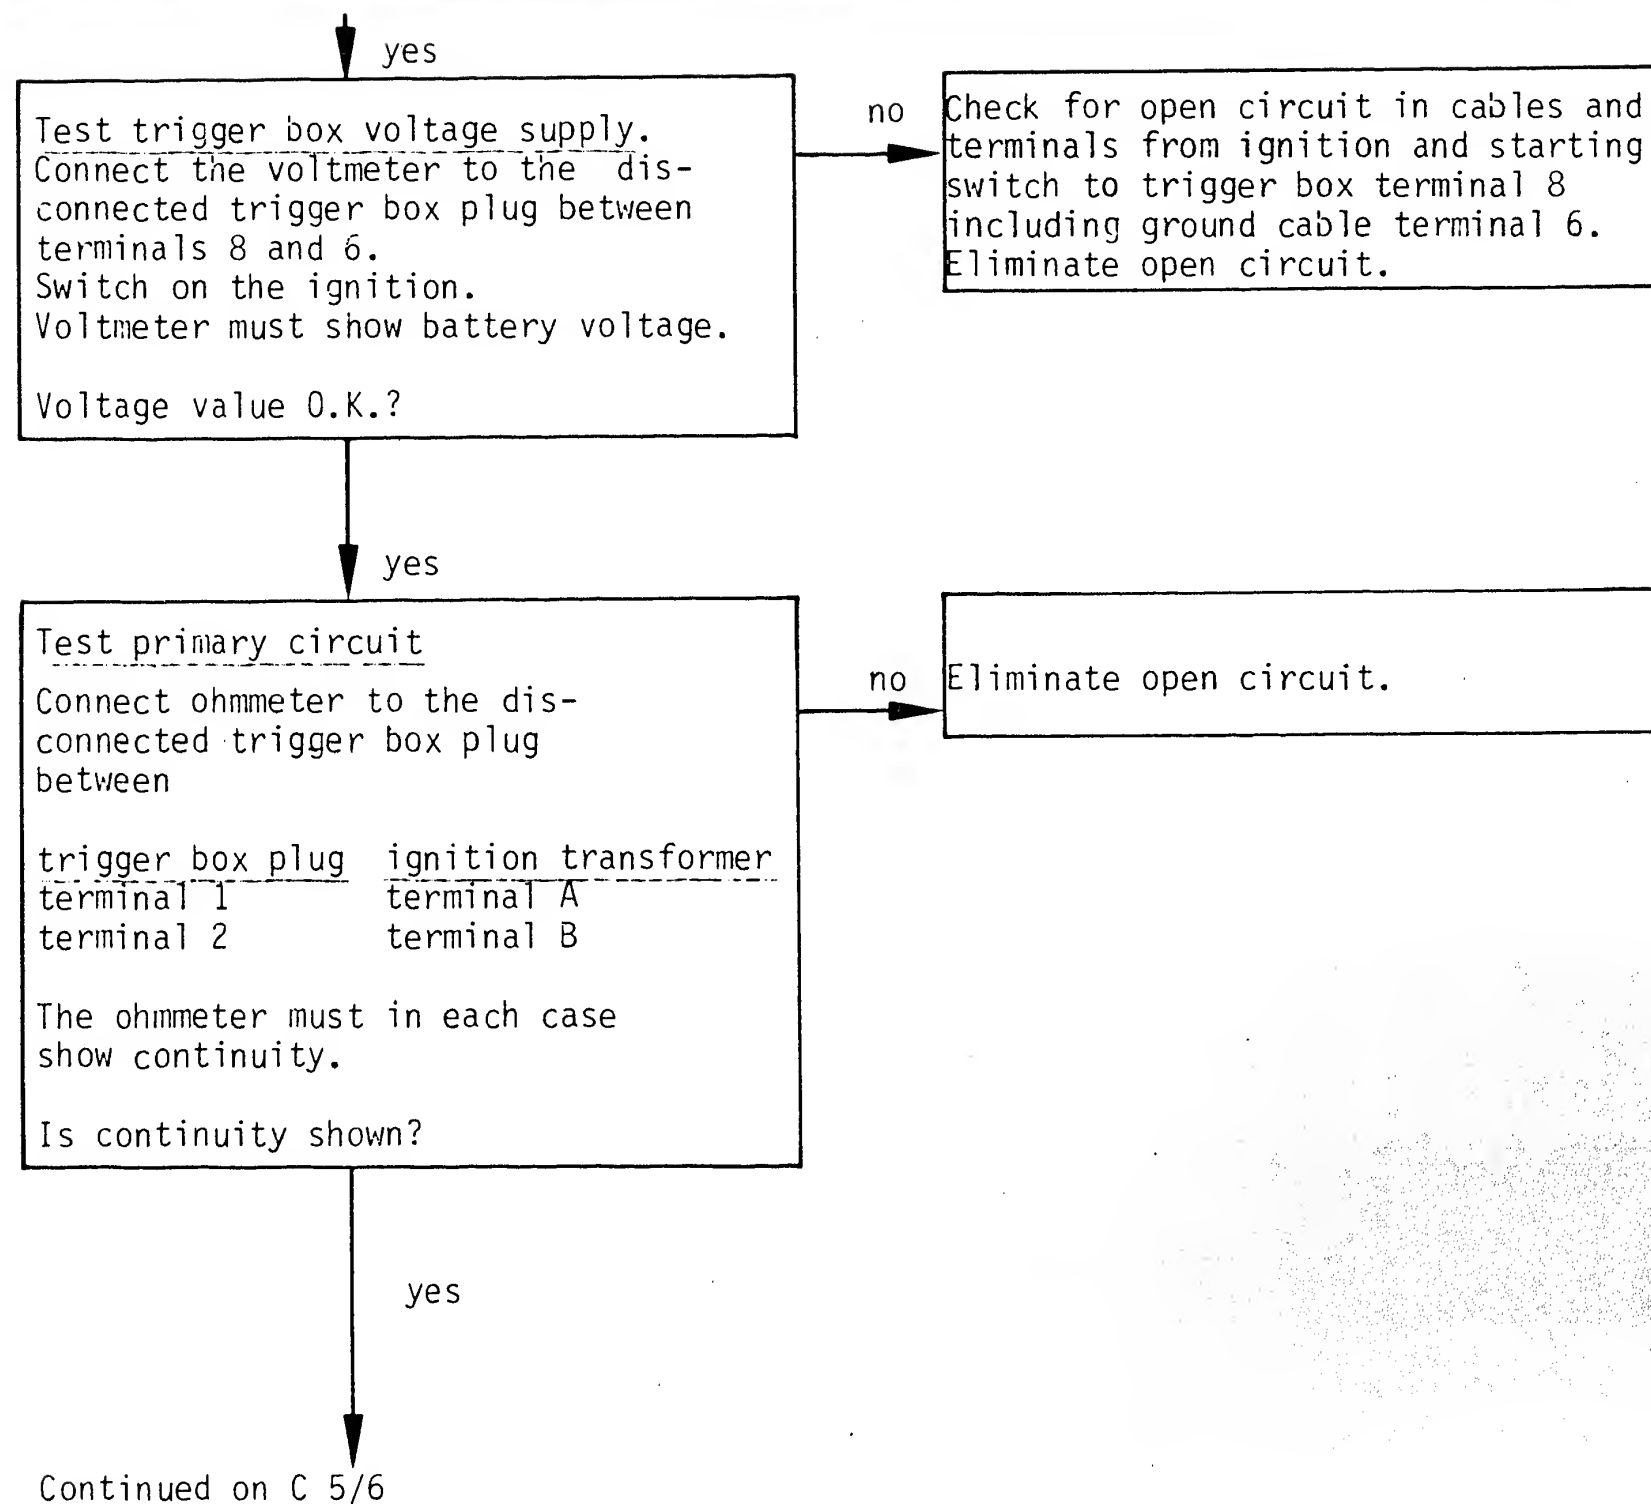 yes
Test trigger box voltage supply.
Connect the voltmeter to the dis-
connected trigger box plug between
terminals 8 and 6.
Switch on the ignition.
Voltmeter must show battery voltage.
Voltage value O.K.?
no
Check for open circuit in cables and
terminals from ignition and starting
switch to trigger box terminal 8
including ground cable terminal 6.
Eliminate open circuit.
yes
Test primary circuit
Connect ohmmeter to the dis-
connected trigger box plug
between
trigger box plug ignition transformer
terminal 1 terminal A
terminal 2 terminal B
The ohmmeter must in each case
show continuity.
Is continuity shown?
no
Eliminate open circuit.
yes
Continued on C 5/6